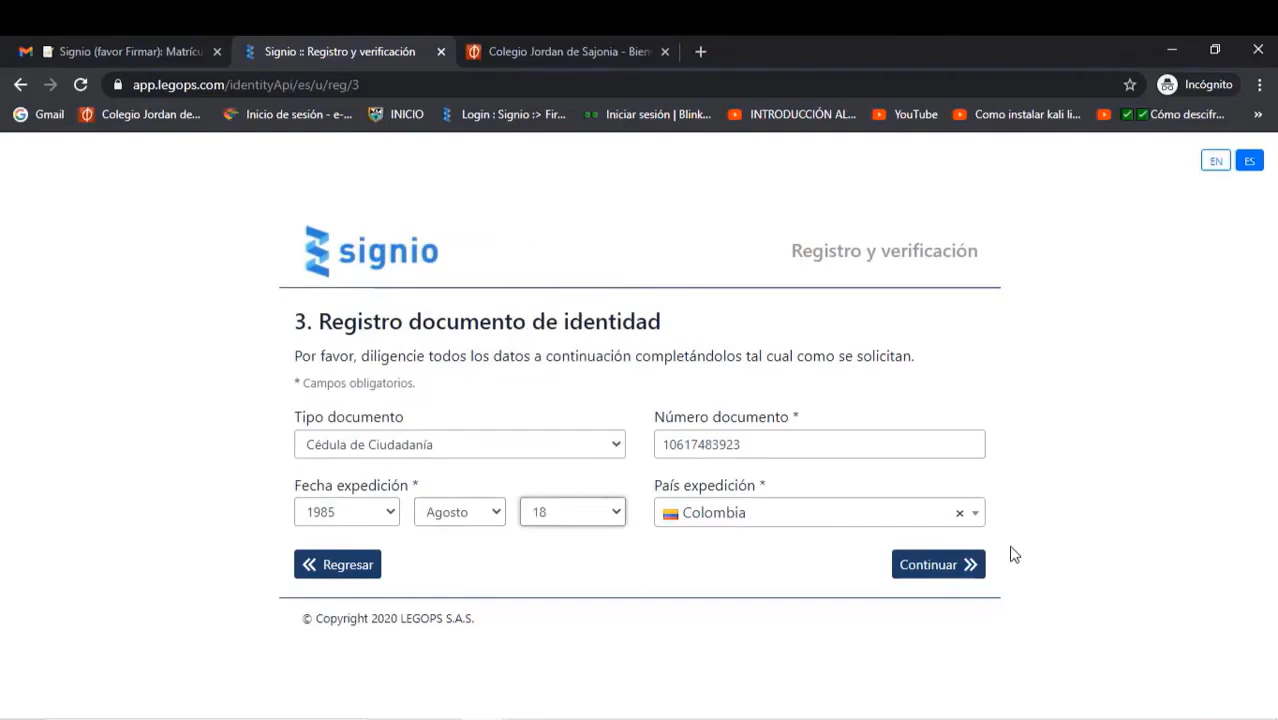 Signio (favor Firmar): Matrícu
Signio :: Registro y verificación
Colegio Jordan de Sajonia - Bien
app.legops.com/identityApi/es/u/reg/3
Incógnito
Gmail
Colegio Jordan de...
Inicio de sesión - e-...
INICIO
Login : Signio :> Fir...
Iniciar sesión | Blink...
INTRODUCCIÓN AL...
YouTube
Como instalar kali li...
Cómo descifr...
EN
ES
signio
Registro y verificación
3. Registro documento de identidad
Por favor, diligencie todos los datos a continuación completándolos tal cual como se solicitan.
* Campos obligatorios.
Tipo documento
Número documento *
Cédula de Ciudadanía
10617483923
Fecha expedición *
País expedición *
1985
Agosto
18
Colombia
Regresar
Continuar
© Copyright 2020 LEGOPS S.A.S.